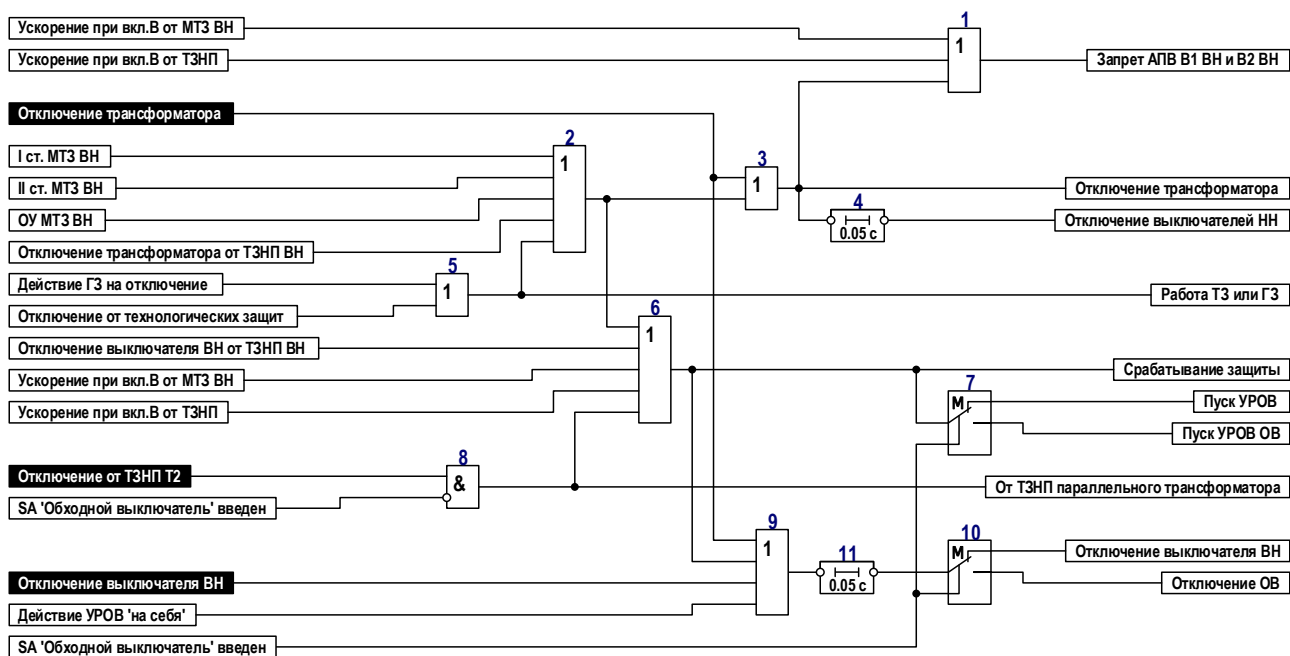 Ускорение при вкл.В от МТЗ ВН
1
1
Ускорение при вкл.В от ТЗНП
Запрет АПВ В1 ВН и В2 ВН
Отключение трансформатора
2
I ст. МТЗ ВН
1
3
II ст. МТЗ ВН
1
Отключение трансформатора
4
ОУ МТЗ ВН
0.05 с
Отключение выключателей НН
Отключение трансформатора от ТЗНП ВН
5
Действие ГЗ на отключение
1
Работа ТЗ или ГЗ
Отключение от технологических защит
6
1
Отключение выключателя ВН от ТЗНП ВН
Срабатывание защиты
Ускорение при вкл.В от МТЗ ВН
7
М
Пуск УРОВ
Ускорение при вкл.В от ТЗНП
Пуск УРОВ ОВ
8
Отключение от ТЗНП Т2
&
От ТЗНП параллельного трансформатора
SA 'Обходной выключатель' введен
9
10
1
М
Отключение выключателя ВН
11
Отключение выключателя ВН
0.05 с
Отключение ОВ
Действие УРОВ 'на себя'
SA 'Обходной выключатель' введен